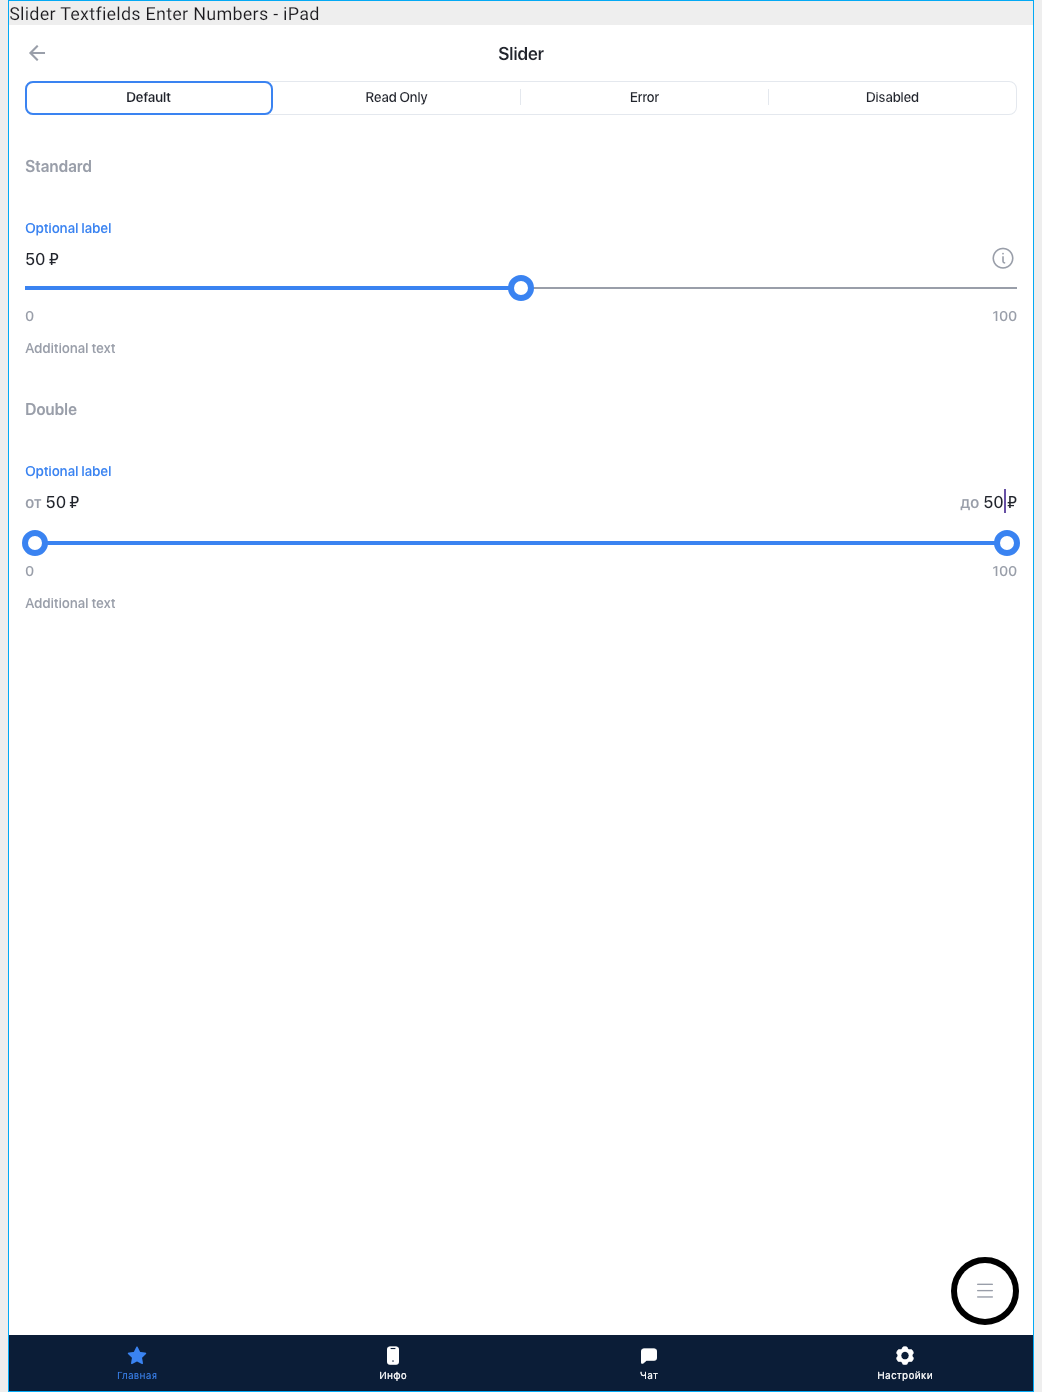 Slider Textfields Enter Numbers - iPad
Slider
Default Read Only Error Disabled
Standard
Optional label
50 ₽
0 100
Additional text
Double
Optional label
от 50 ₽ до 50 ₽
0 100
Additional text
Главная Инфо Чат Настройки